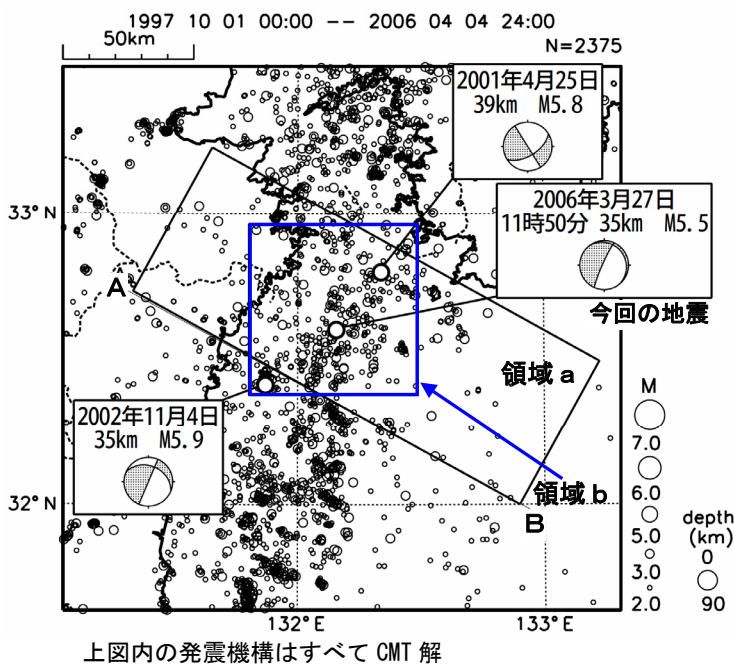 1997 10 01 00:00 -- 2006 04 04 24:00
50km
N=2375
2001年4月25日
39km M5.8
33°N
2006年3月27日
11時50分 35km M5.5
A
今回の地震
領域a
M
7.0
2002年11月4日
35km M5.9
6.0
32°N
領域b
B
5.0
depth
(km)
0
3.0
2.0
90
132°E
133°E
上図内の発震機構はすべて CMT 解